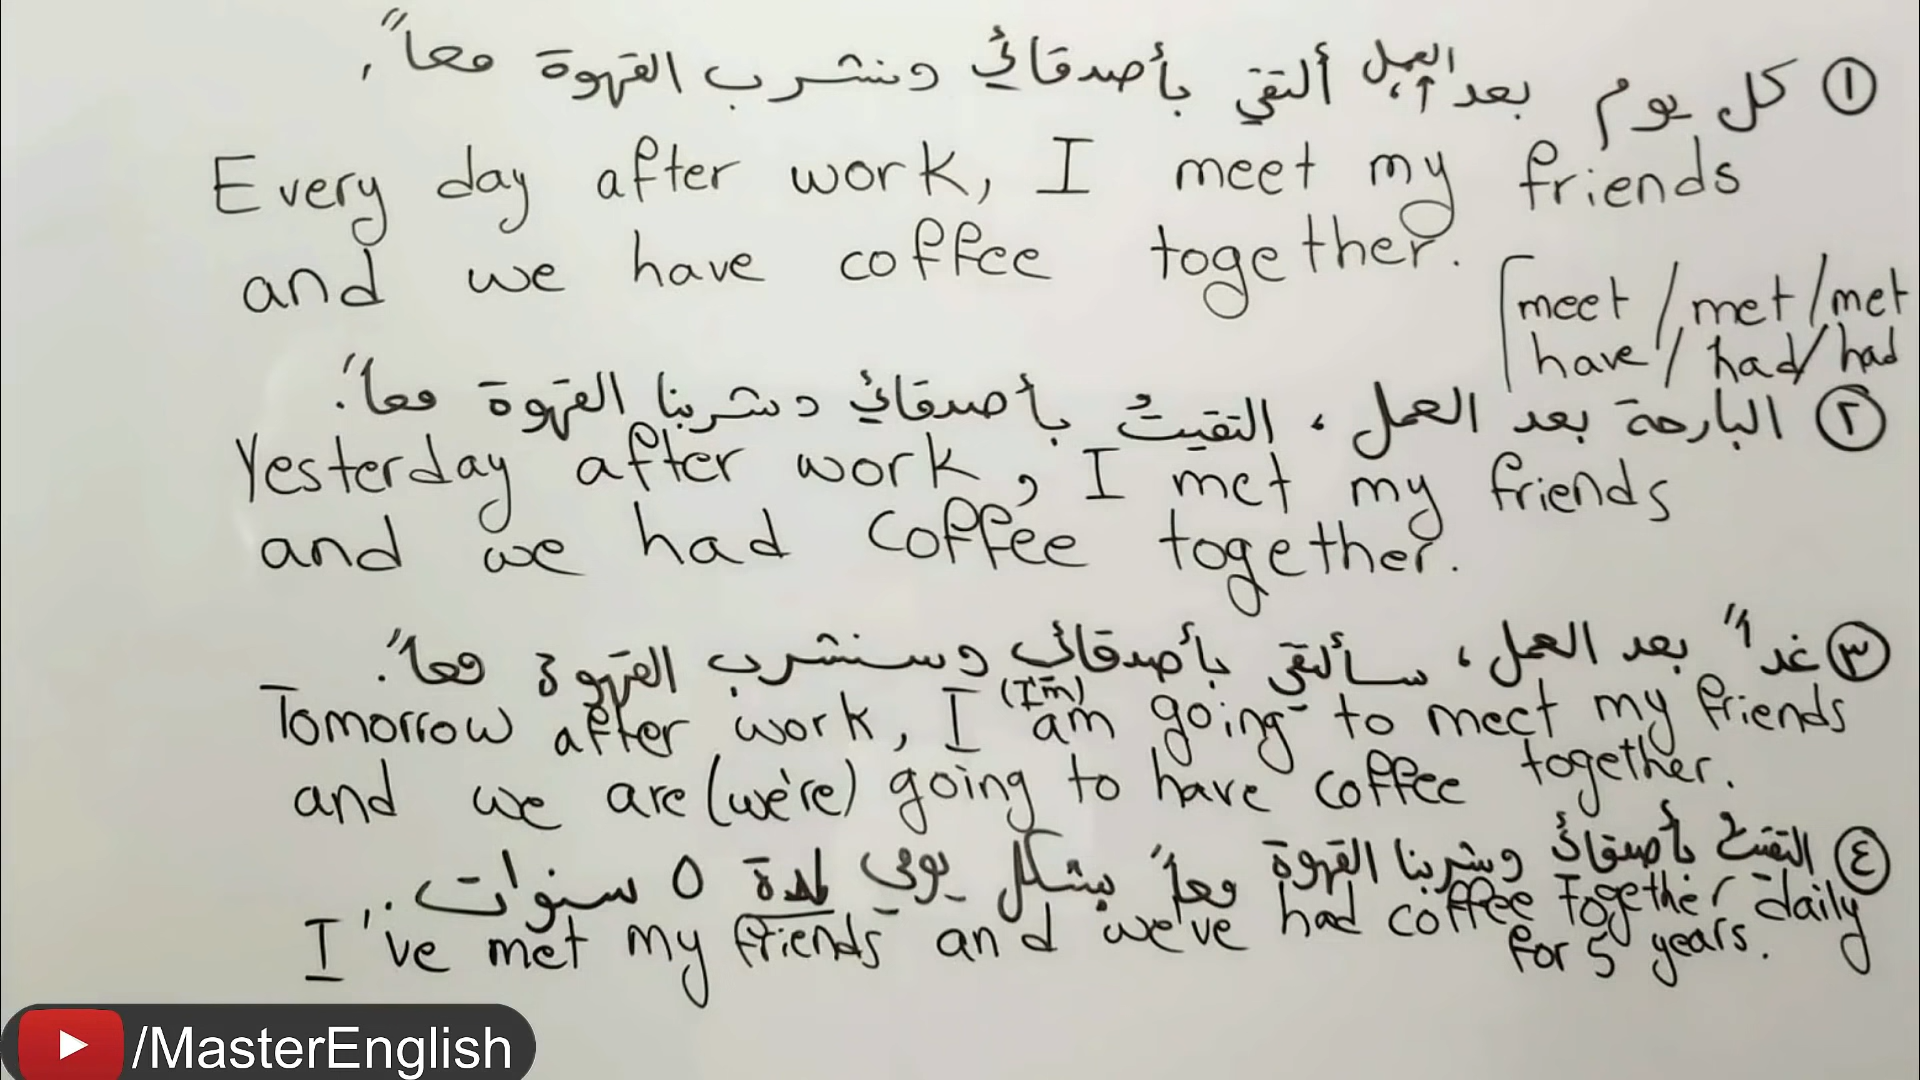 ١ كل يوم بعد العمل ألتقي بأصدقائي ونشرب القهوة معاً.
Every day after work, I meet my friends
and we have coffee together.
meet / met / met
have / had / had
٢ البارحة بعد العمل، التقيتُ بأصدقائي وشربنا القهوة معاً.
Yesterday after work, I met my friends
and we had coffee together.
٣ غداً بعد العمل، سألتقي بأصدقائي وسنشرب القهوة معاً.
Tomorrow after work, I am (I'm) going to meet my friends
and we are (we're) going to have coffee together.
٤ التقيت بأصدقائي وشربنا القهوة معاً بشكل يومي لمدة ٥ سنوات.
I've met my friends and we've had coffee together daily
for 5 years.
/MasterEnglish